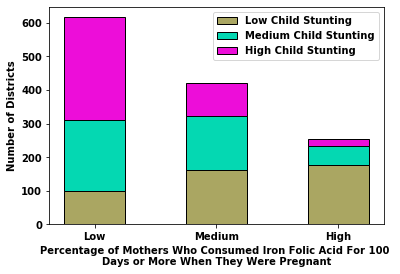 Number of Districts
600
500
400
300
200
100
0
Low Child Stunting
Medium Child Stunting
High Child Stunting
Low
Medium
High
Percentage of Mothers Who Consumed Iron Folic Acid For 100
Days or More When They Were Pregnant